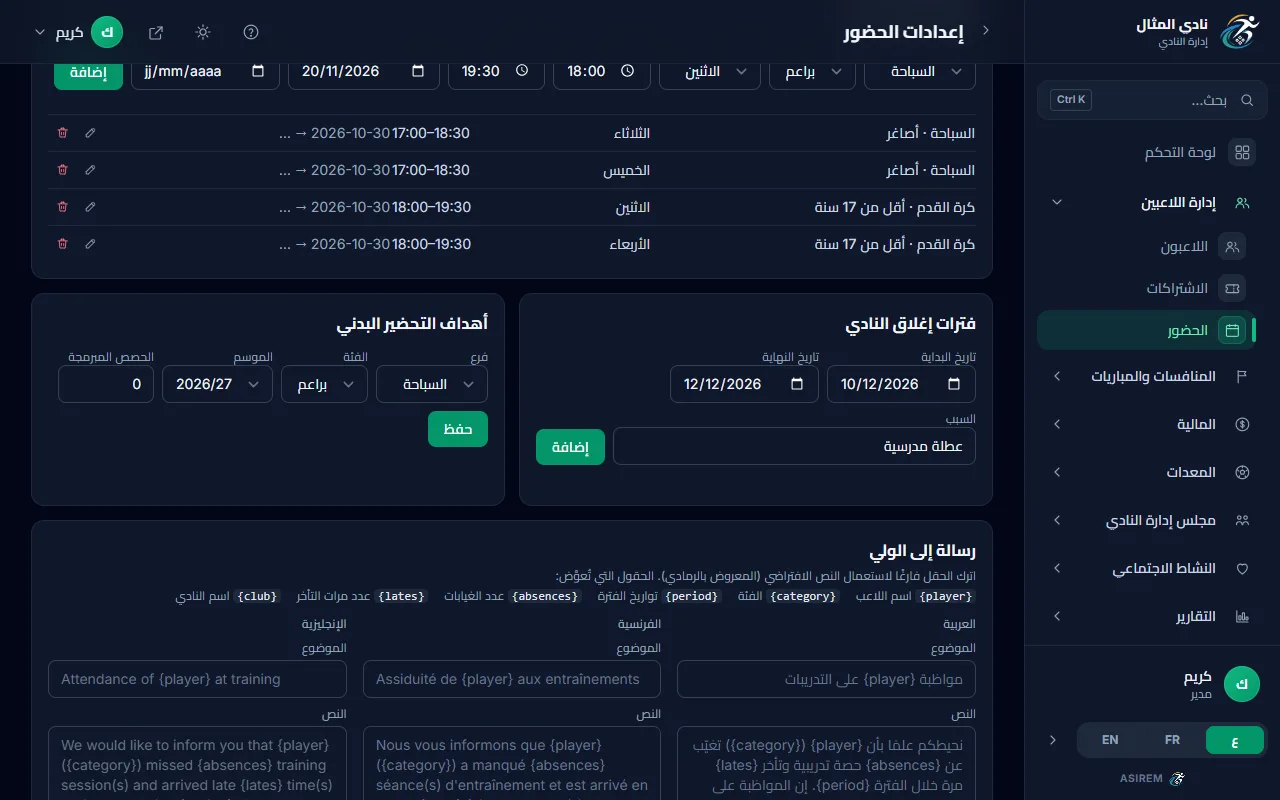 نادي المثال
إدارة النادي
بحث...
Ctrl K
لوحة التحكم
إدارة اللاعبين
اللاعبون
الاشتراكات
الحضور
المنافسات والمباريات
المالية
المعدات
مجلس إدارة النادي
النشاط الاجتماعي
التقارير
ك
كريم
مدير
ع
FR
EN
ASIREM
إعدادات الحضور
ك
كريم
السباحة
براعم
الاثنين
18:00
19:30
20/11/2026
jj/mm/aaaa
إضافة
السباحة · أصاغر الثلاثاء 17:00–18:30 2026-10-30 → ...
السباحة · أصاغر الخميس 17:00–18:30 2026-10-30 → ...
كرة القدم · أقل من 17 سنة الاثنين 18:00–19:30 2026-10-30 → ...
كرة القدم · أقل من 17 سنة الأربعاء 18:00–19:30 2026-10-30 → ...
فترات إغلاق النادي
تاريخ البداية
10/12/2026
تاريخ النهاية
12/12/2026
السبب
عطلة مدرسية
إضافة
أهداف التحضير البدني
فرع
السباحة
الفئة
براعم
الموسم
2026/27
الحصص المبرمجة
0
حفظ
رسالة إلى الولي
اترك الحقل فارغًا لاستعمال النص الافتراضي (المعروض بالرمادي). الحقول التي تُعوَّض:
{player} اسم اللاعب {category} الفئة {period} تواريخ الفترة {absences} عدد الغيابات {lates} عدد مرات التأخر {club} اسم النادي
العربية
الموضوع
مواظبة {player} على التدريبات
النص
نحيطكم علمًا بأن {player} ({category}) تغيّب
عن {absences} حصة تدريبية وتأخر {lates}
مرة خلال الفترة {period}. إن المواظبة على
الفرنسية
الموضوع
Assiduité de {player} aux entraînements
النص
Nous vous informons que {player}
({category}) a manqué {absences}
séance(s) d'entraînement et est arrivé en
الإنجليزية
الموضوع
Attendance of {player} at training
النص
We would like to inform you that {player}
({category}) missed {absences} training
session(s) and arrived late {lates} time(s)